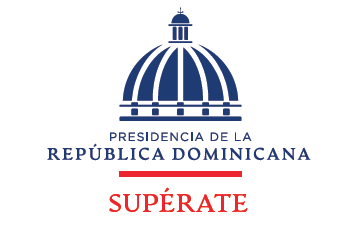 PRESIDENCIA DE LA
REPÚBLICA DOMINICANA
SUPÉRATE